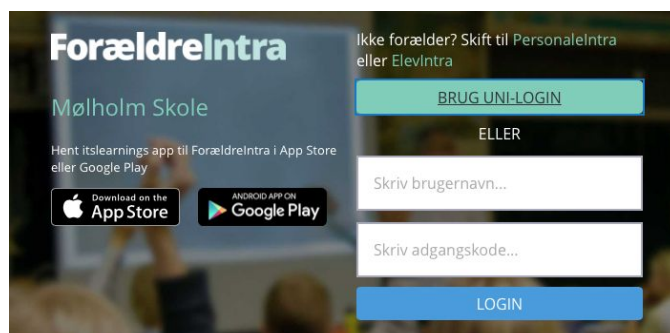 ForældreIntra
Mølholm Skole
Hent itslearnings app til ForældreIntra i App Store
eller Google Play
Download on the
App Store
ANDROID APP ON
Google Play
Ikke forælder? Skift til PersonaleIntra
eller ElevIntra
BRUG UNI-LOGIN
ELLER
Skriv brugernavn...
Skriv adgangskode...
LOGIN